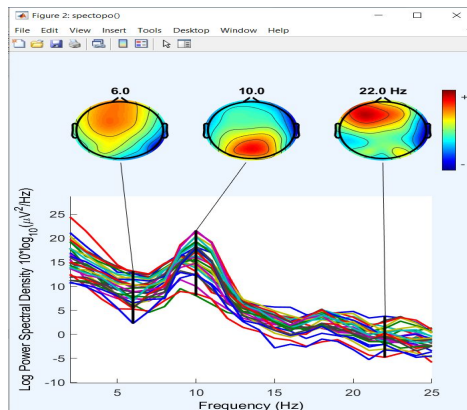 Figure 2: spectopo()
File Edit View Insert Tools Desktop Window Help
6.0 10.0 22.0 Hz
+
-
Log Power Spectral Density 10*log10(μV2/Hz)
25
20
15
10
5
0
-5
-10
5 10 15 20 25
Frequency (Hz)